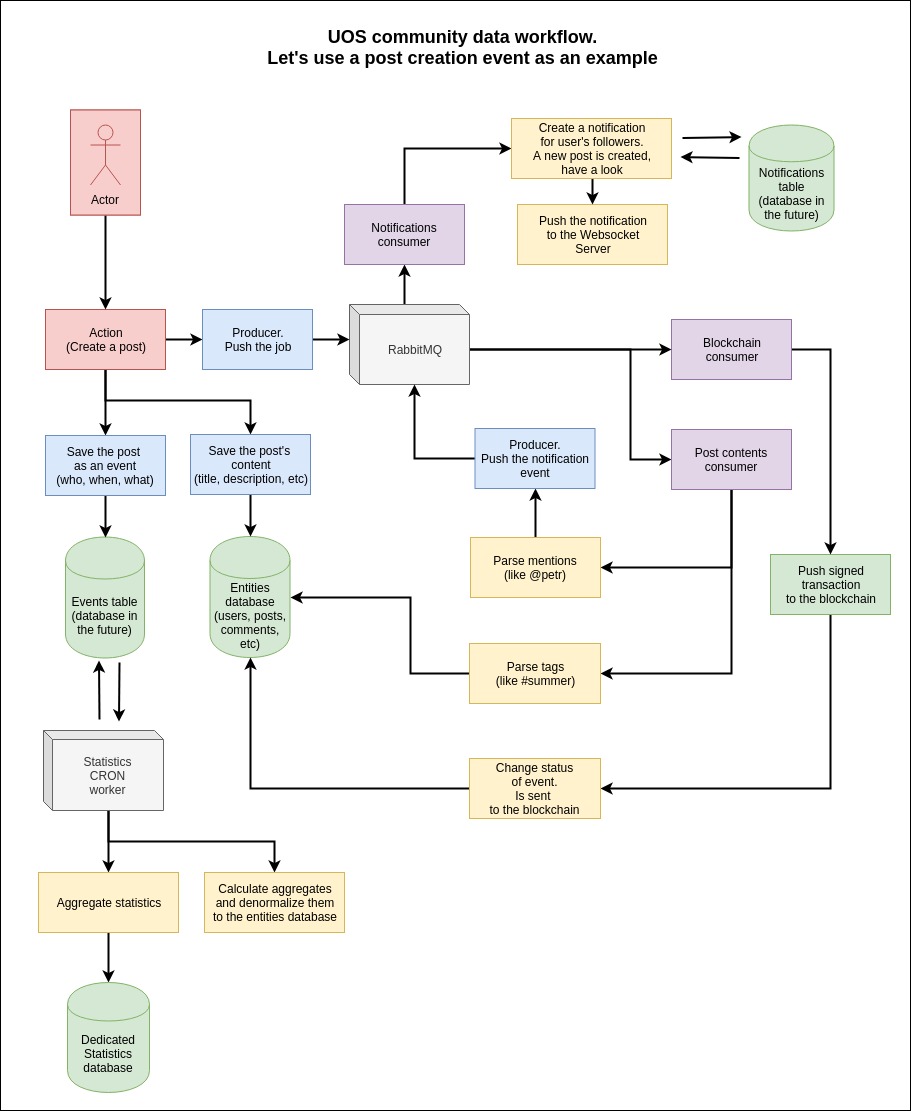 UOS community data workflow.
Let's use a post creation event as an example
Actor
Create a notification
for user's followers.
A new post is created,
have a look
Notifications
table
(database in
the future)
Notifications
consumer
Push the notification
to the Websocket
Server
Action
(Create a post)
Producer.
Push the job
RabbitMQ
Blockchain
consumer
Save the post
as an event
(who, when, what)
Save the post's
content
(title, description, etc)
Producer.
Push the notification
event
Post contents
consumer
Events table
(database in
the future)
Entities
database
(users, posts,
comments,
etc)
Parse mentions
(like @petr)
Push signed
transaction
to the blockchain
Parse tags
(like #summer)
Statistics
CRON
worker
Change status
of event.
Is sent
to the blockchain
Aggregate statistics
Calculate aggregates
and denormalize them
to the entities database
Dedicated
Statistics
database